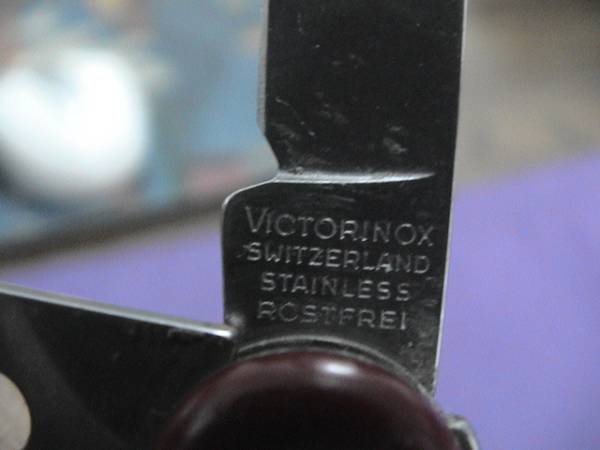 VICTORINOX
SWITZERLAND
STAINLESS
ROSTFREI